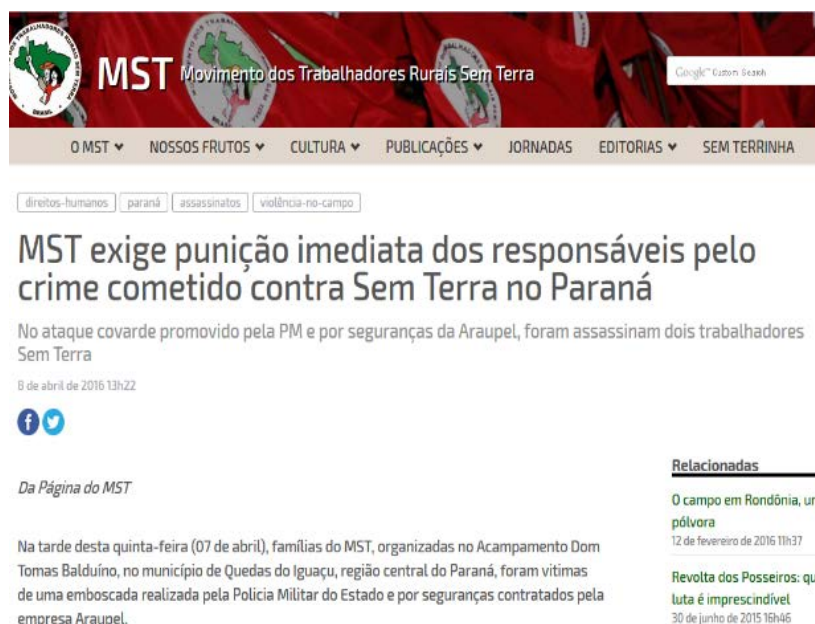 MST Movimento dos Trabalhadores Rurais Sem Terra
Google™ Custom Search
O MST NOSSOS FRUTOS CULTURA PUBLICAÇÕES JORNADAS EDITORIAS SEM TERRINHA
direitos-humanos paraná assassinatos violência-no-campo
MST exige punição imediata dos responsáveis pelo
crime cometido contra Sem Terra no Paraná
No ataque covarde promovido pela PM e por seguranças da Araupel, foram assassinam dois trabalhadores
Sem Terra
8 de abril de 2016 13h22
Da Página do MST
Na tarde desta quinta-feira (07 de abril), famílias do MST, organizadas no Acampamento Dom
Tomas Balduíno, no município de Quedas do Iguaçu, região central do Paraná, foram vitimas
de uma emboscada realizada pela Policia Militar do Estado e por seguranças contratados pela
empresa Araupel.
Relacionadas
O campo em Rondônia, um
pólvora
12 de fevereiro de 2016 11h37
Revolta dos Posseiros: qu
luta é imprescindível
30 de junho de 2015 16h46